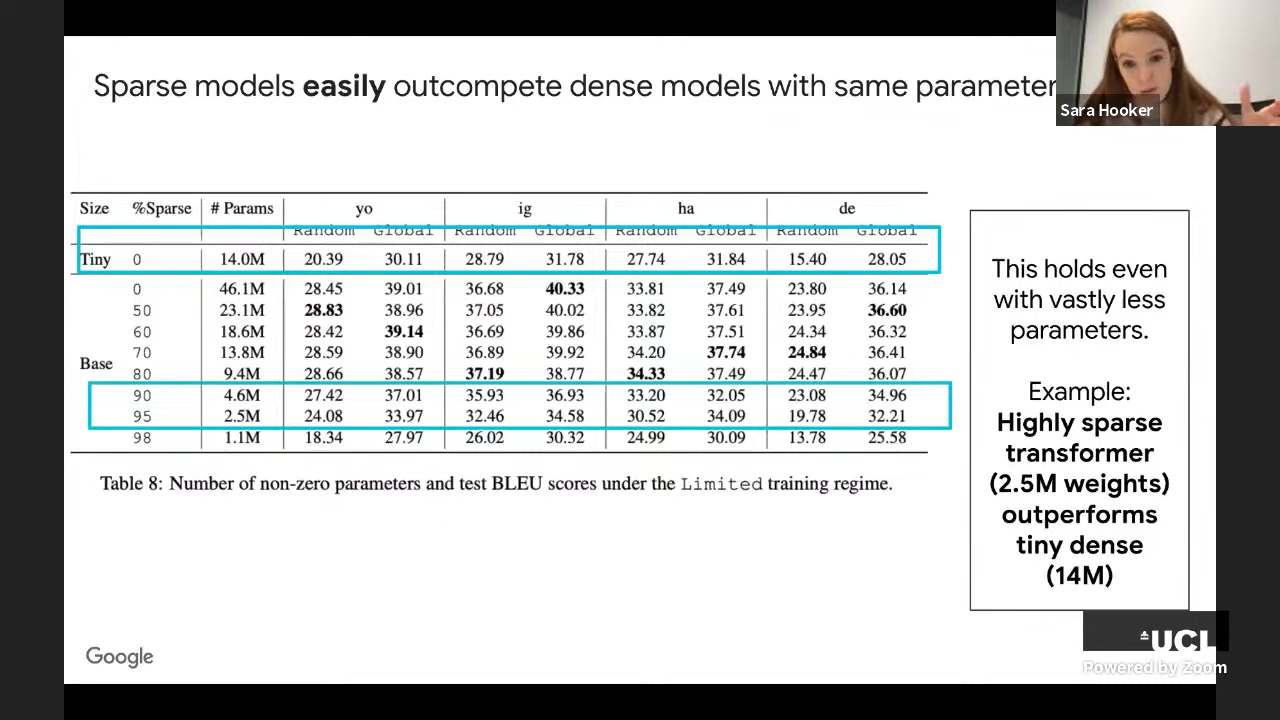 Sparse models easily outcompete dense models with same parameter
Sara Hooker
Size %Sparse # Params yo ig ha de
Random Global Random Global Random Global Random Global
Tiny 0 14.0M 20.39 30.11 28.79 31.78 27.74 31.84 15.40 28.05
0 46.1M 28.45 39.01 36.68 40.33 33.81 37.49 23.80 36.14
50 23.1M 28.83 38.96 37.05 40.02 33.82 37.61 23.95 36.60
60 18.6M 28.42 39.14 36.69 39.86 33.87 37.51 24.34 36.32
70 13.8M 28.59 38.90 36.89 39.92 34.20 37.74 24.84 36.41
Base
80 9.4M 28.66 38.57 37.19 38.77 34.33 37.49 24.47 36.07
90 4.6M 27.42 37.01 35.93 36.93 33.20 32.05 23.08 34.96
95 2.5M 24.08 33.97 32.46 34.58 30.52 34.09 19.78 32.21
98 1.1M 18.34 27.97 26.02 30.32 24.99 30.09 13.78 25.58
Table 8: Number of non-zero parameters and test BLEU scores under the Limited training regime.
This holds even
with vastly less
parameters.
Example:
Highly sparse
transformer
(2.5M weights)
outperforms
tiny dense
(14M)
Google
UCL
Powered by Zoom